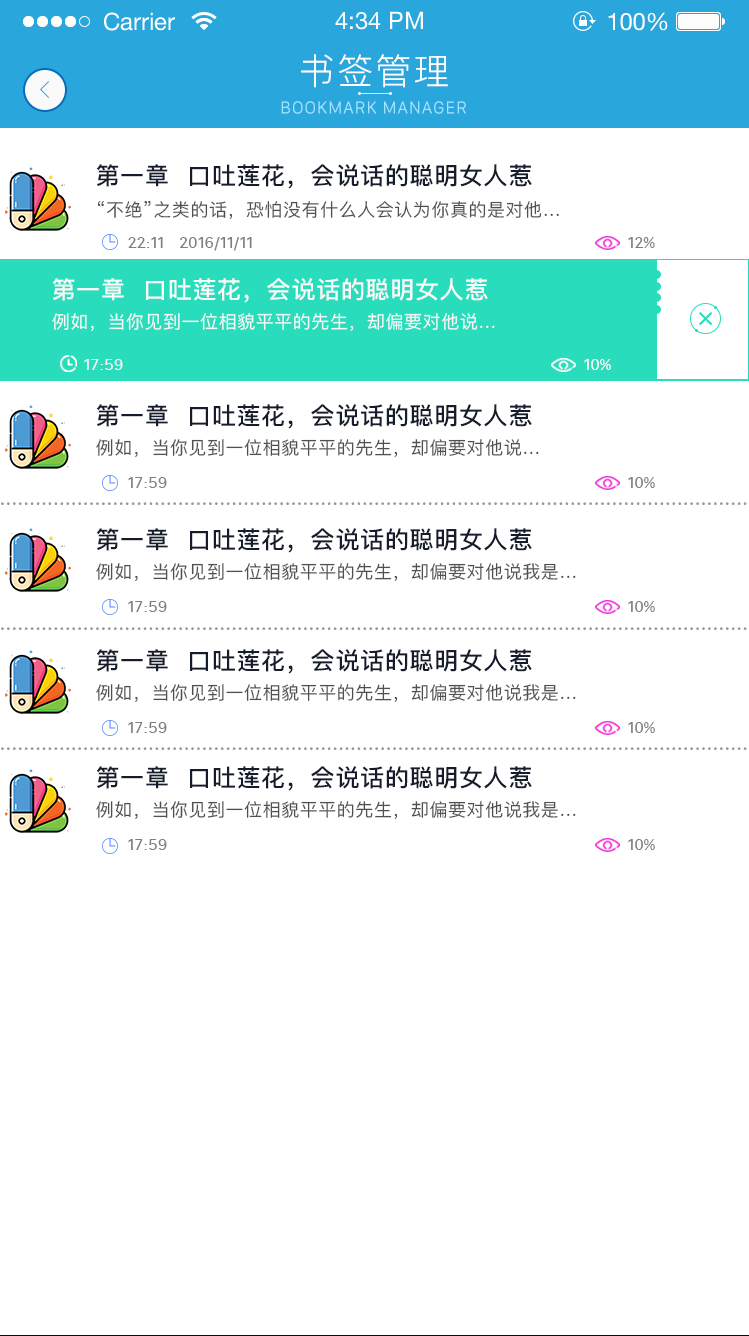 Carrier 4:34 PM 100%
书签管理
BOOKMARK MANAGER
第一章 口吐莲花，会说话的聪明女人惹
“不绝”之类的话，恐怕没有什么人会认为你真的是对他...
22:11 2016/11/11 12%
第一章 口吐莲花，会说话的聪明女人惹
例如，当你见到一位相貌平平的先生，却偏要对他说...
17:59 10%
第一章 口吐莲花，会说话的聪明女人惹
例如，当你见到一位相貌平平的先生，却偏要对他说...
17:59 10%
第一章 口吐莲花，会说话的聪明女人惹
例如，当你见到一位相貌平平的先生，却偏要对他说我是...
17:59 10%
第一章 口吐莲花，会说话的聪明女人惹
例如，当你见到一位相貌平平的先生，却偏要对他说我是...
17:59 10%
第一章 口吐莲花，会说话的聪明女人惹
例如，当你见到一位相貌平平的先生，却偏要对他说我是...
17:59 10%